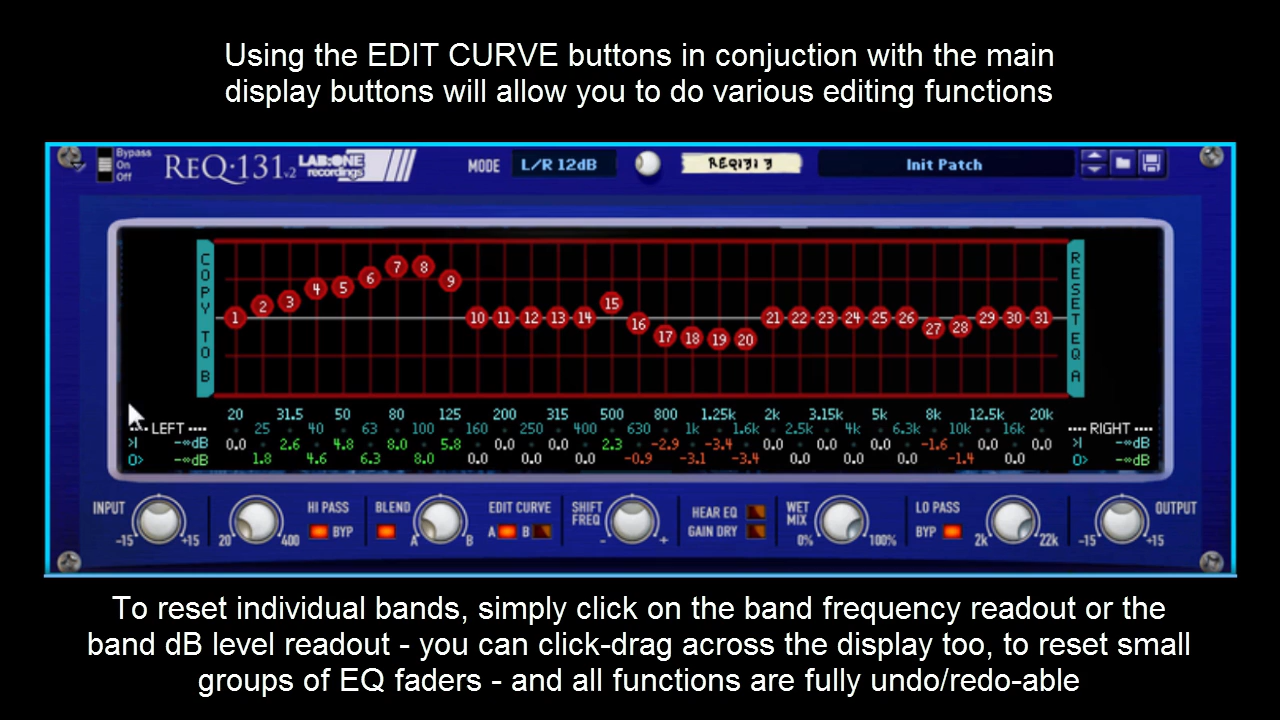 Using the EDIT CURVE buttons in conjuction with the main
display buttons will allow you to do various editing functions
Bypass
On
Off
ReQ·131 v2
LAB:ONE
recordings
MODE L/R 12dB REQ131 3 Init Patch
COPY TO B
RESET EQ A
1 2 3 4 5 6 7 8 9 10 11 12 13 14 15 16 17 18 19 20 21 22 23 24 25 26 27 28 29 30 31
20 31.5 50 80 125 200 315 500 800 1.25k 2k 3.15k 5k 8k 12.5k 20k
25 40 63 100 160 250 400 630 1k 1.6k 2.5k 4k 6.3k 10k 16k
0.0 2.6 4.8 8.0 5.8 0.0 0.0 2.3 -2.9 -3.4 0.0 0.0 0.0 -1.6 0.0 0.0
1.8 4.6 6.3 8.0 0.0 0.0 0.0 -0.9 -3.1 -3.4 0.0 0.0 0.0 -1.4 0.0
---- LEFT ----
>I -∞dB
O> -∞dB
---- RIGHT ----
>I -∞dB
O> -∞dB
INPUT -15 +15
20 400 HI PASS BYP
BLEND A B
EDIT CURVE A B
SHIFT FREQ - +
HEAR EQ
GAIN DRY
WET MIX 0% 100%
LO PASS BYP 2k 22k
-15 +15 OUTPUT
To reset individual bands, simply click on the band frequency readout or the
band dB level readout - you can click-drag across the display too, to reset small
groups of EQ faders - and all functions are fully undo/redo-able